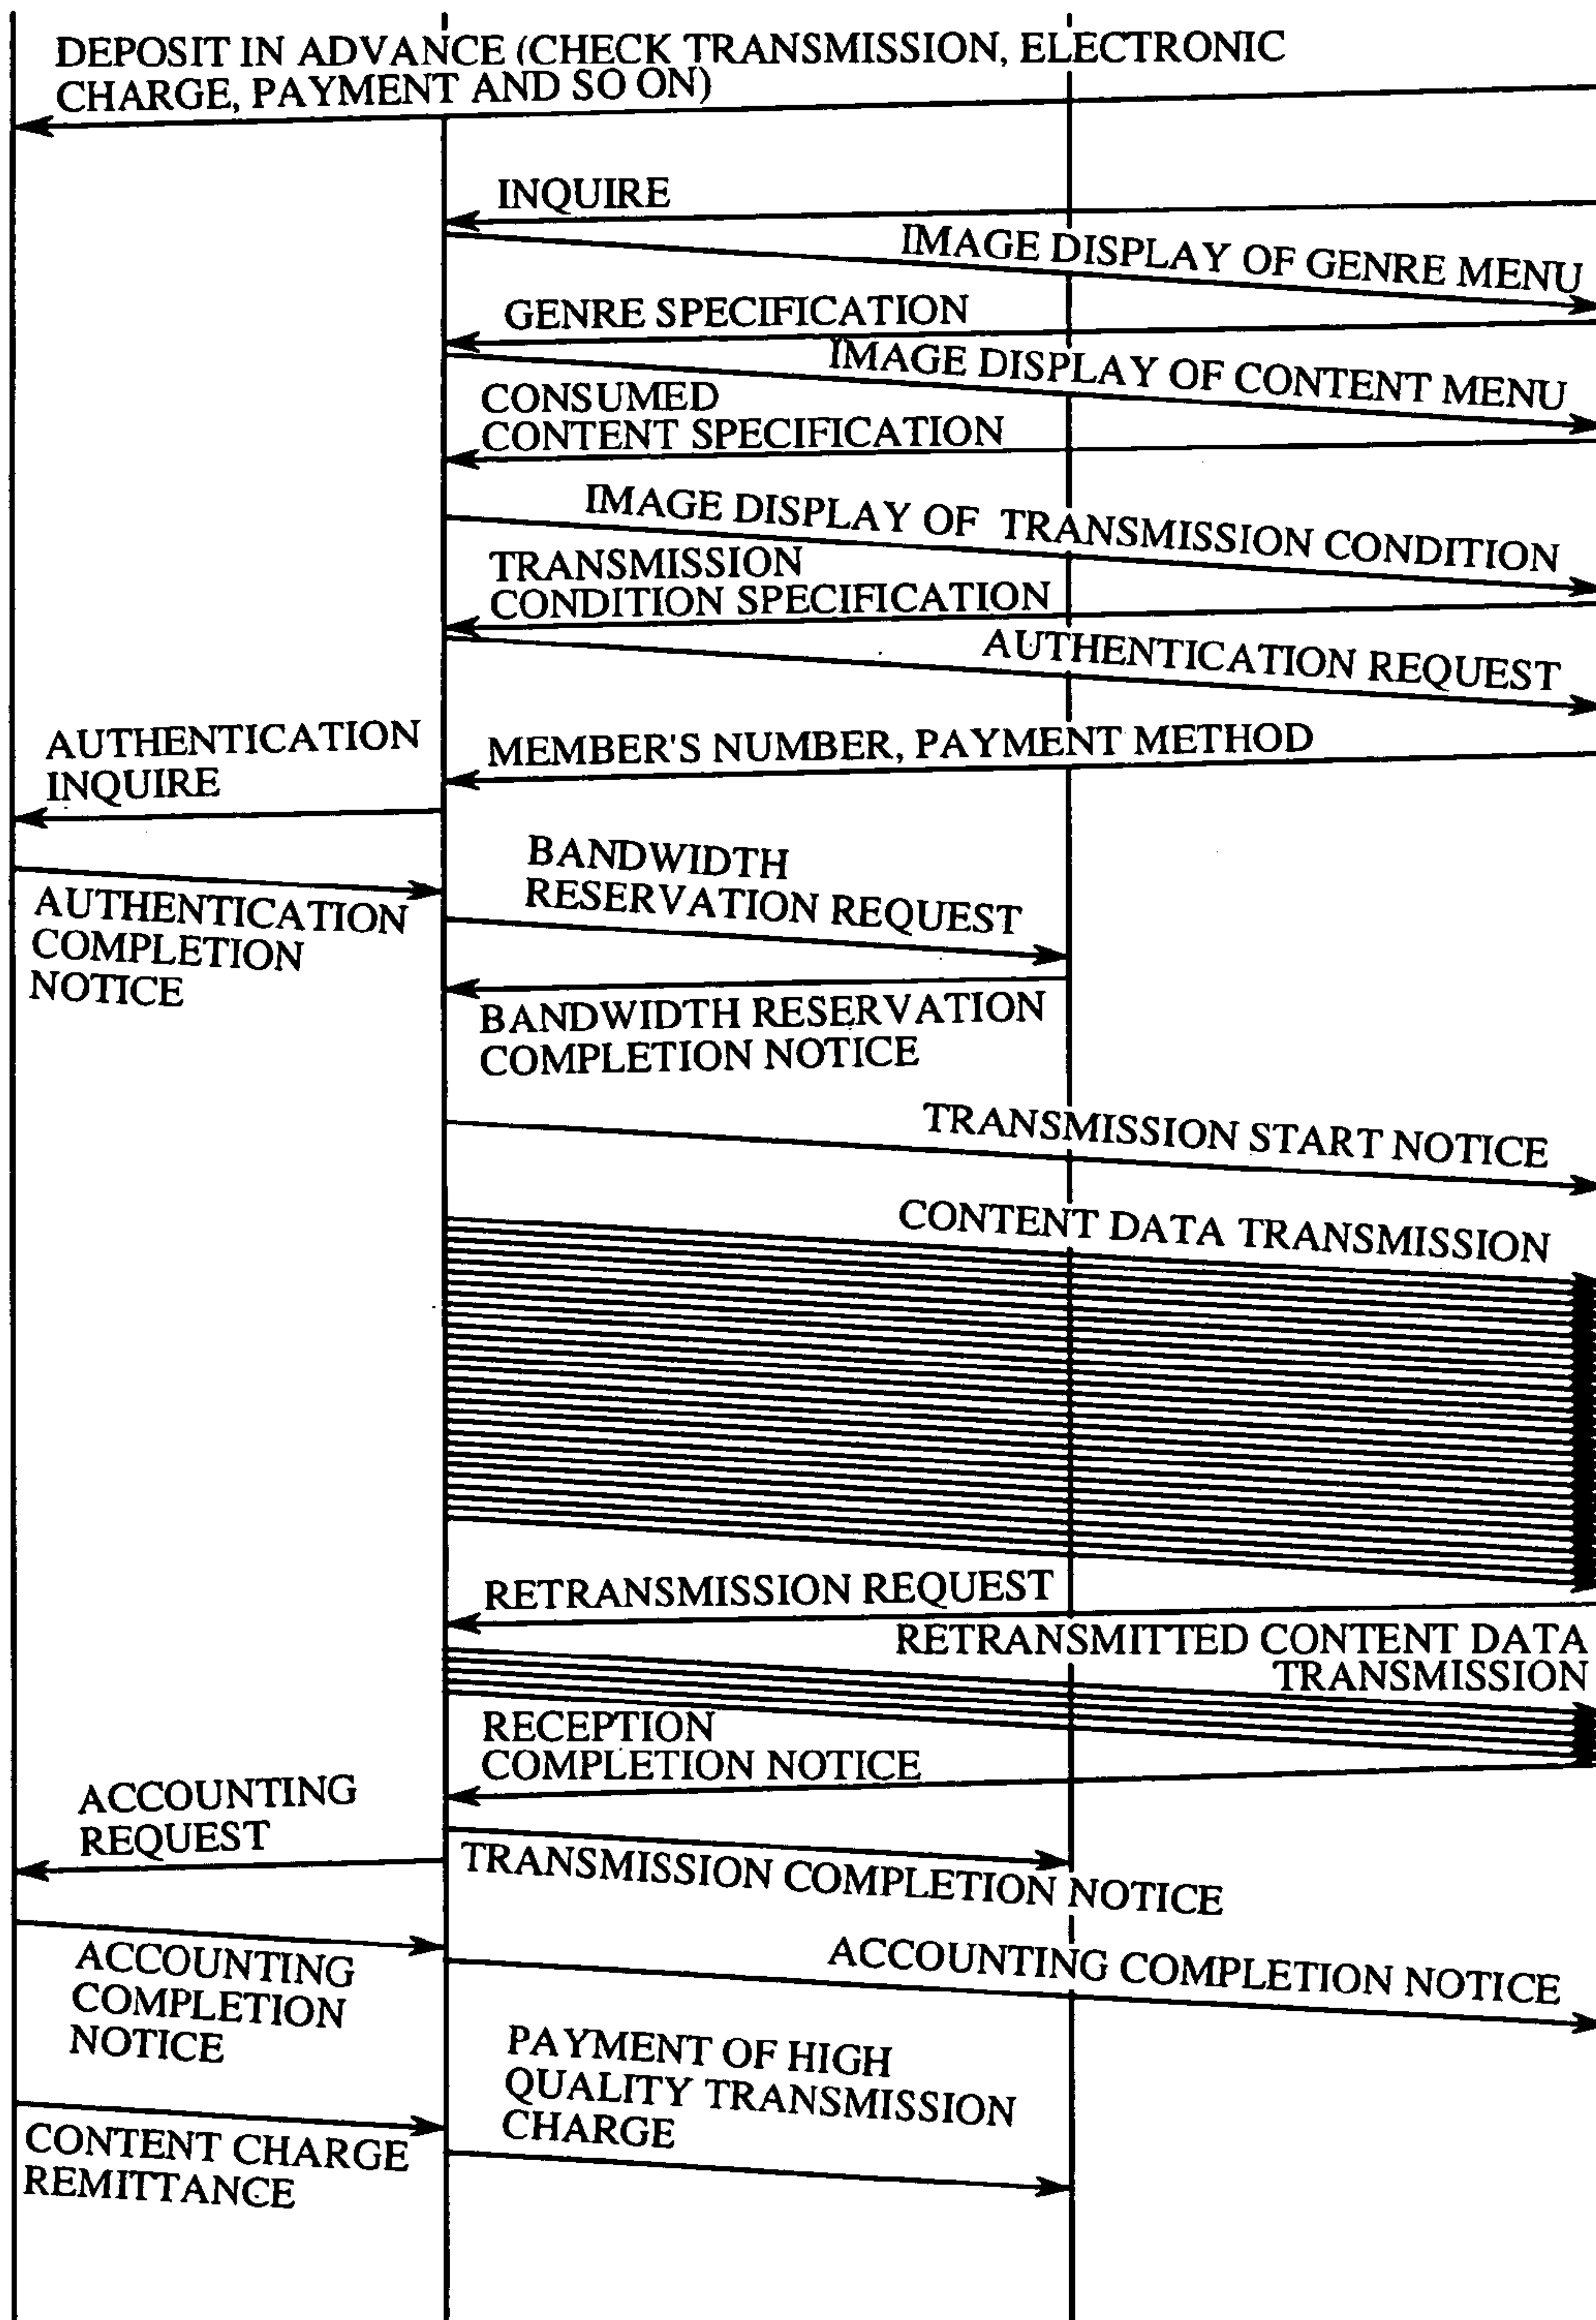 DEPOSIT IN ADVANCE (CHECK TRANSMISSION, ELECTRONIC
CHARGE, PAYMENT AND SO ON)
INQUIRE
IMAGE DISPLAY OF GENRE MENU
GENRE SPECIFICATION
IMAGE DISPLAY OF CONTENT MENU
CONSUMED
CONTENT SPECIFICATION
IMAGE DISPLAY OF TRANSMISSION CONDITION
TRANSMISSION
CONDITION SPECIFICATION
AUTHENTICATION REQUEST
MEMBER'S NUMBER, PAYMENT METHOD
AUTHENTICATION
INQUIRE
AUTHENTICATION
COMPLETION
NOTICE
BANDWIDTH
RESERVATION REQUEST
BANDWIDTH RESERVATION
COMPLETION NOTICE
TRANSMISSION START NOTICE
CONTENT DATA TRANSMISSION
RETRANSMISSION REQUEST
RETRANSMITTED CONTENT DATA
TRANSMISSION
RECEPTION
COMPLETION NOTICE
ACCOUNTING
REQUEST
TRANSMISSION COMPLETION NOTICE
ACCOUNTING
COMPLETION
NOTICE
ACCOUNTING COMPLETION NOTICE
PAYMENT OF HIGH
QUALITY TRANSMISSION
CHARGE
CONTENT CHARGE
REMITTANCE